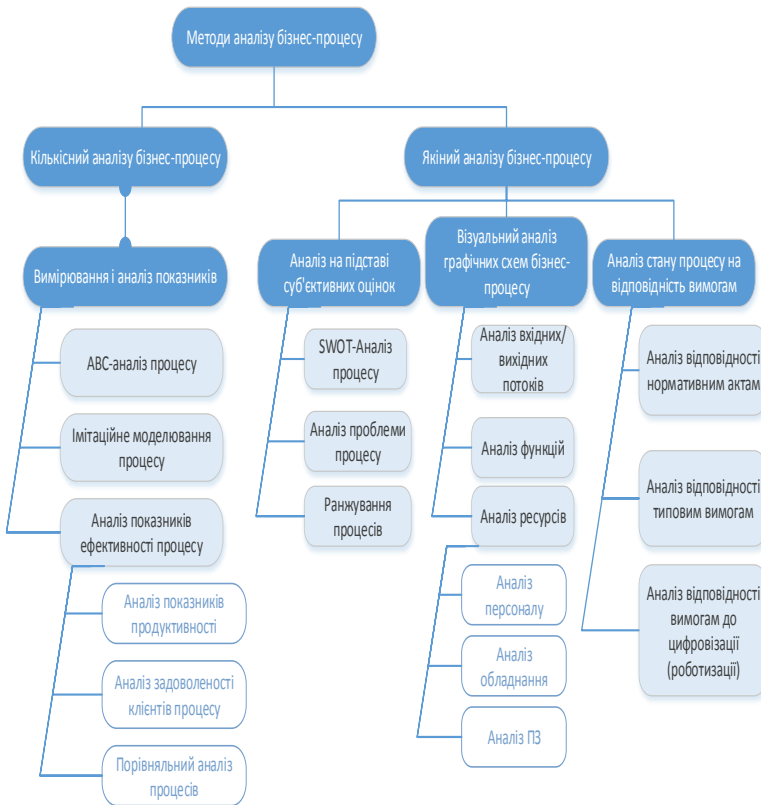 Методи аналізу бізнес-процесу
Кількісний аналізу бізнес-процесу
Якіний аналізу бізнес-процесу
Вимірювання і аналіз показників
АВС-аналіз процесу
Імітаційне моделювання
процесу
Аналіз показників
ефективності процесу
Аналіз показників
продуктивності
Аналіз задоволеності
клієнтів процесу
Порівняльний аналіз
процесів
Аналіз на підставі
суб'єктивних оцінок
SWOT-Аналіз
процесу
Аналіз проблеми
процесу
Ранжування
процесів
Візуальний аналіз
графічних схем бізнес-
процесу
Аналіз вхідних/
вихідних
потоків
Аналіз функцій
Аналіз ресурсів
Аналіз
персоналу
Аналіз
обладнання
Аналіз ПЗ
Аналіз стану процесу на
відповідність вимогам
Аналіз відповідності
нормативним актам
Аналіз відповідності
типовим вимогам
Аналіз відповідності
вимогам до
цифровізації
(роботизації)